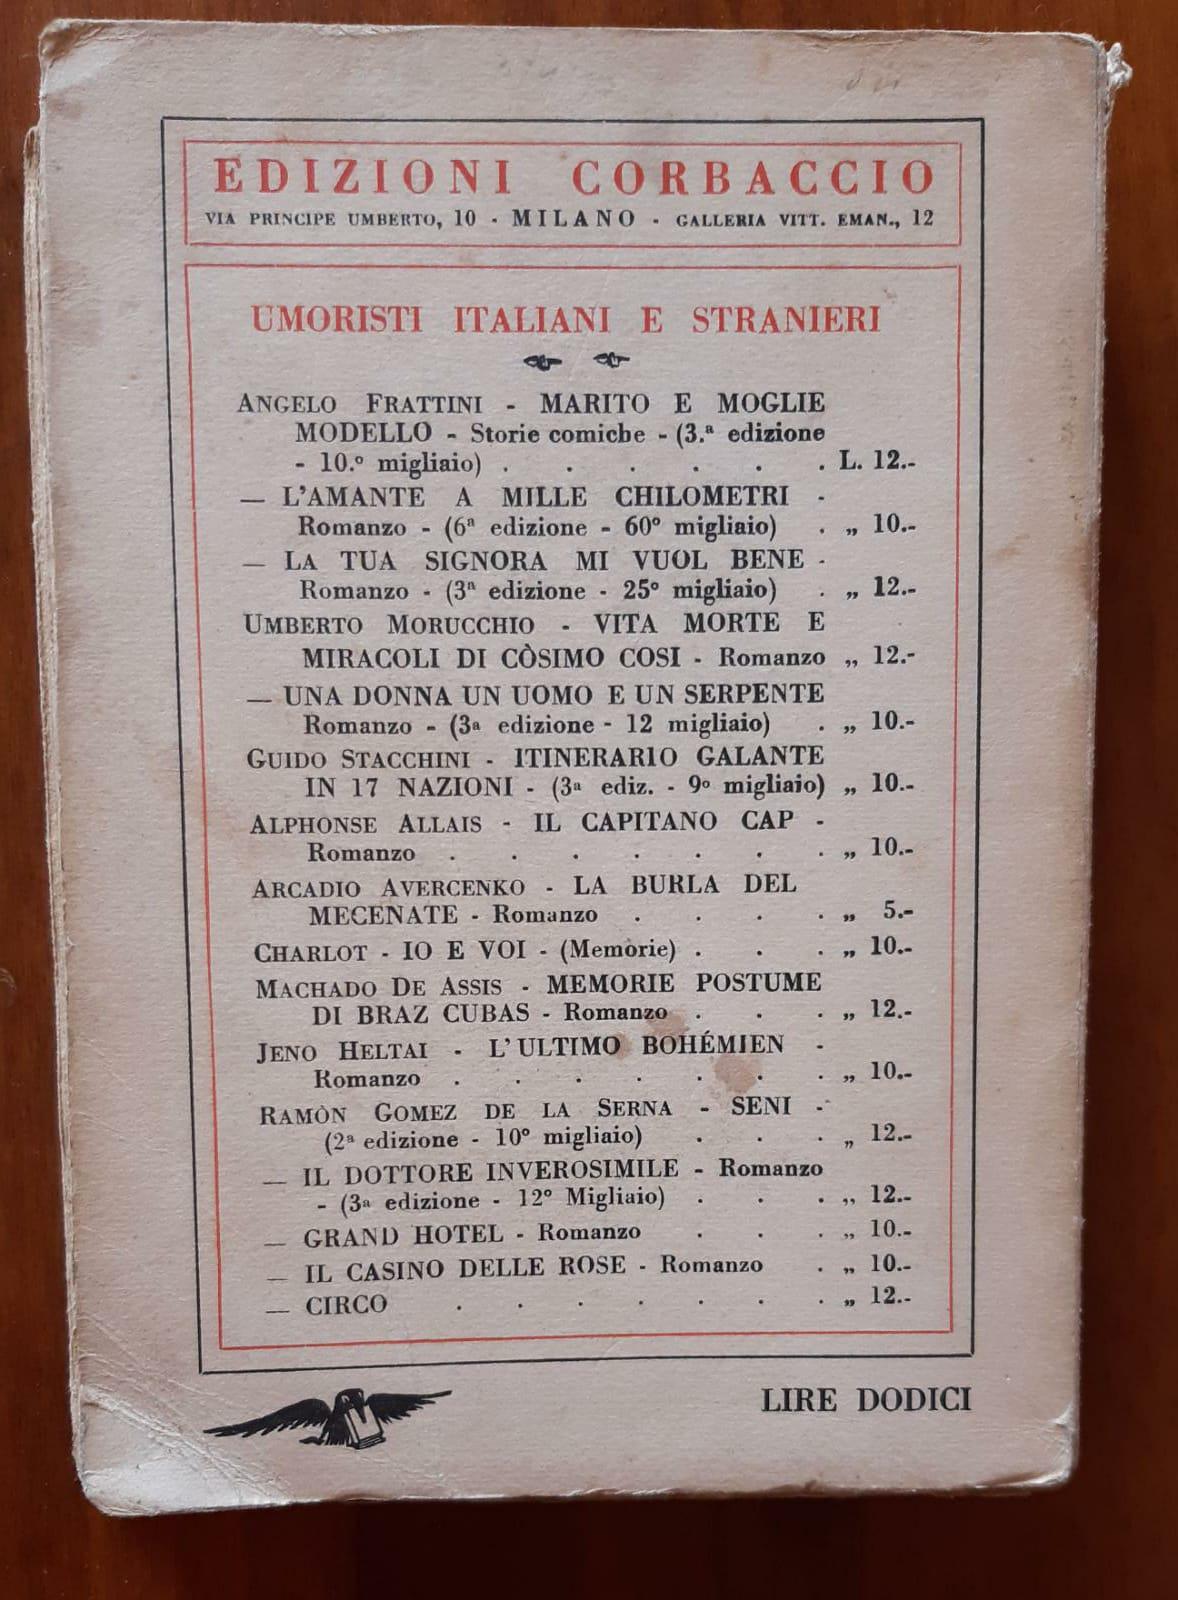 EDIZIONI CORBACCIO
VIA PRINCIPE UMBERTO, 10 - MILANO - GALLERIA VITT. EMAN., 12
UMORISTI ITALIANI E STRANIERI
ANGELO FRATTINI - MARITO E MOGLIE
MODELLO - Storie comiche - (3.ª edizione
- 10.º migliaio) . . . . . . L. 12.-
— L'AMANTE A MILLE CHILOMETRI -
Romanzo - (6ª edizione - 60º migliaio) . „ 10.-
— LA TUA SIGNORA MI VUOL BENE -
Romanzo - (3ª edizione - 25º migliaio) . „ 12.-
UMBERTO MORUCCHIO - VITA MORTE E
MIRACOLI DI CÒSIMO COSI - Romanzo „ 12.-
— UNA DONNA UN UOMO E UN SERPENTE
Romanzo - (3ª edizione - 12 migliaio) . „ 10.-
GUIDO STACCHINI - ITINERARIO GALANTE
IN 17 NAZIONI - (3ª ediz. - 9º migliaio) „ 10.-
ALPHONSE ALLAIS - IL CAPITANO CAP -
Romanzo . . . . . . . „ 10.-
ARCADIO AVERCENKO - LA BURLA DEL
MECENATE - Romanzo . . . . „ 5.-
CHARLOT - IO E VOI - (Memorie) . . . „ 10.-
MACHADO DE ASSIS - MEMORIE POSTUME
DI BRAZ CUBAS - Romanzo . . . „ 12.-
JENO HELTAI - L'ULTIMO BOHÉMIEN -
Romanzo . . . . . . . „ 10.-
RAMÒN GOMEZ DE LA SERNA - SENI -
(2ª edizione - 10º migliaio) . . . „ 12.-
— IL DOTTORE INVEROSIMILE - Romanzo
- (3ª edizione - 12º Migliaio) . . . „ 12.-
— GRAND HOTEL - Romanzo . . . „ 10.-
— IL CASINO DELLE ROSE - Romanzo . „ 10.-
— CIRCO . . . . . . . „ 12.-
LIRE DODICI